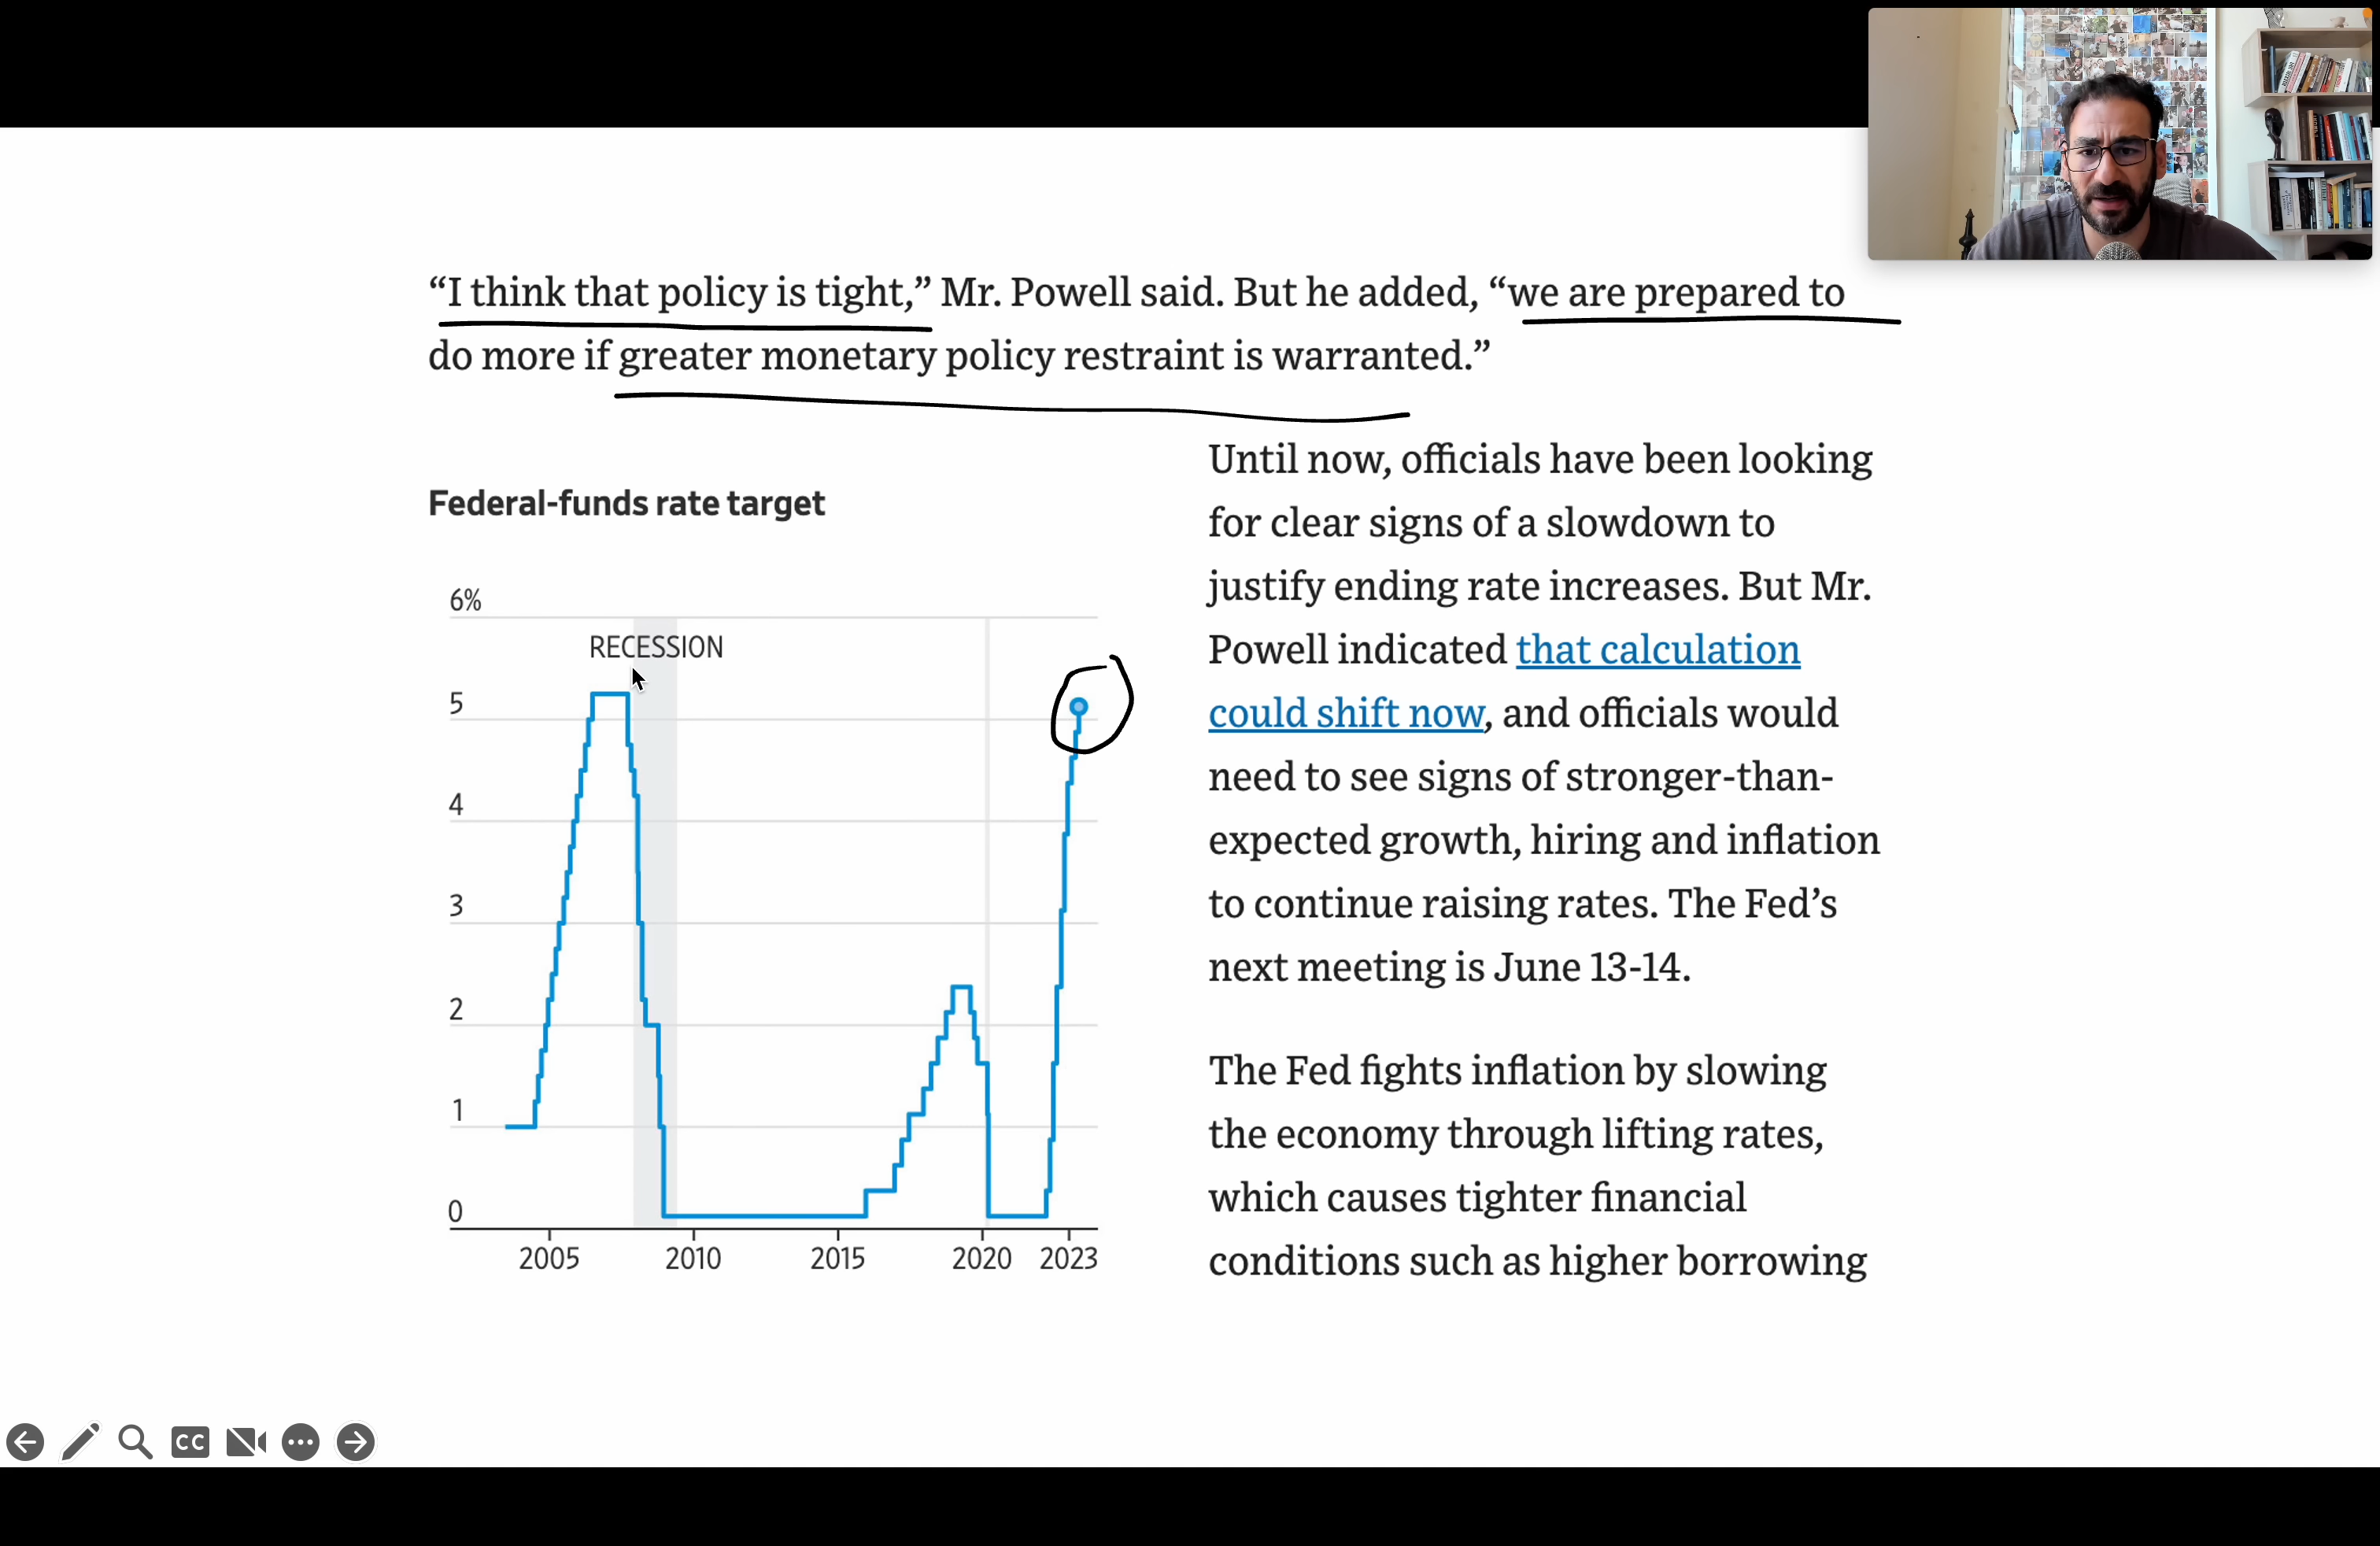 “I think that policy is tight,” Mr. Powell said. But he added, “we are prepared to
do more if greater monetary policy restraint is warranted.”
Federal-funds rate target
6%
RECESSION
5
4
3
2
1
0
2005 2010 2015 2020 2023
Until now, officials have been looking
for clear signs of a slowdown to
justify ending rate increases. But Mr.
Powell indicated that calculation
could shift now, and officials would
need to see signs of stronger-than-
expected growth, hiring and inflation
to continue raising rates. The Fed’s
next meeting is June 13-14.
The Fed fights inflation by slowing
the economy through lifting rates,
which causes tighter financial
conditions such as higher borrowing
CC